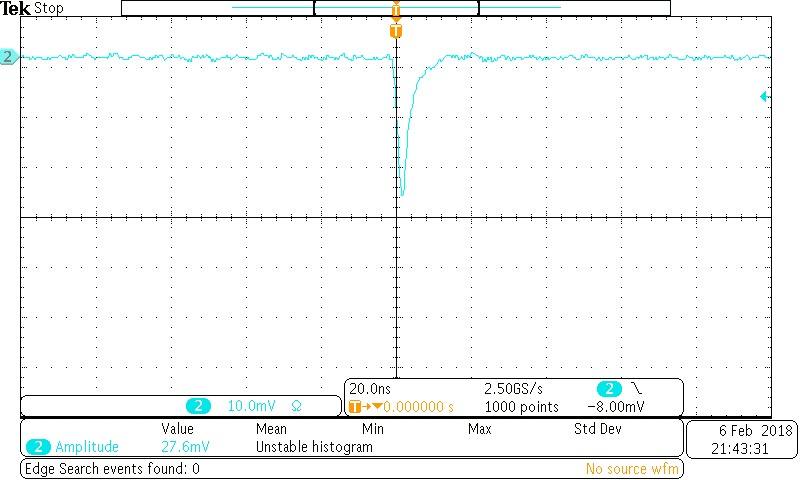 Tek Stop
T
T
2
20.0ns 2.50GS/s 2
2 10.0mV Ω T→▼0.000000 s 1000 points −8.00mV
Value Mean Min Max Std Dev
2 Amplitude 27.6mV Unstable histogram
6 Feb 2018
21:43:31
Edge Search events found: 0 No source wfm